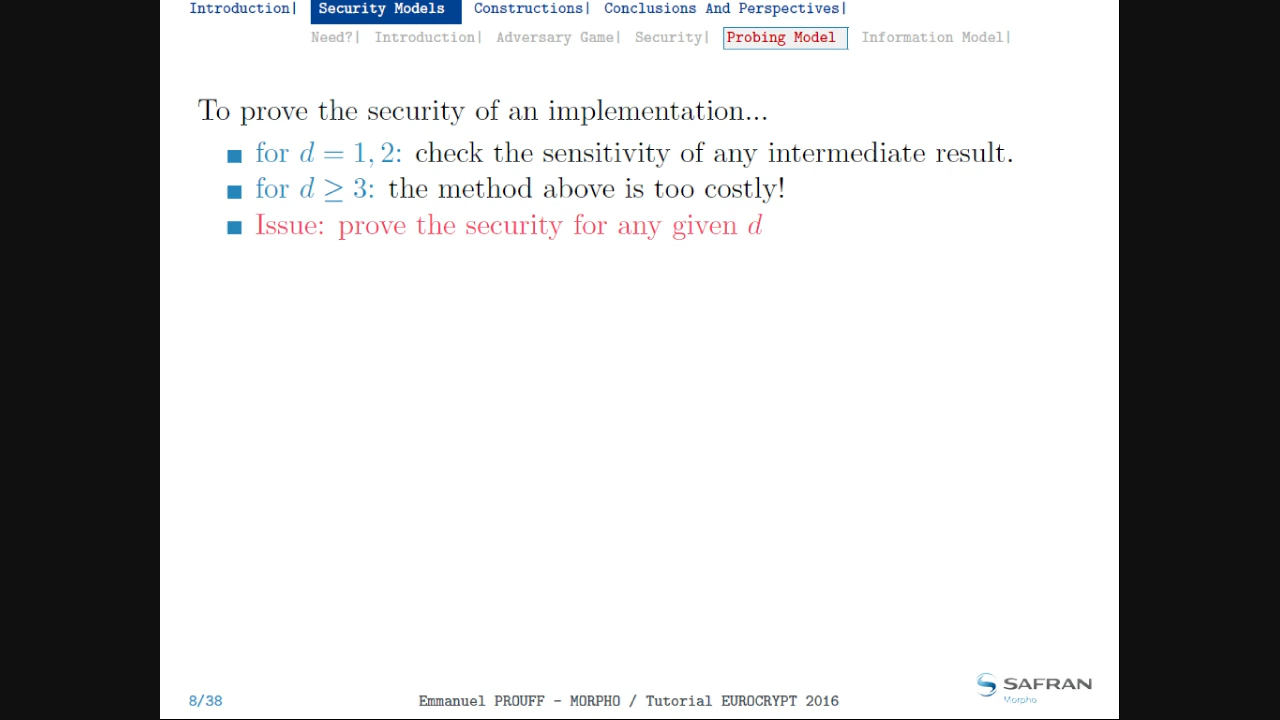 Introduction| Security Models Constructions| Conclusions And Perspectives|
Need?| Introduction| Adversary Game| Security| Probing Model Information Model|
To prove the security of an implementation...
for d = 1, 2: check the sensitivity of any intermediate result.
for d ≥ 3: the method above is too costly!
Issue: prove the security for any given d
SAFRAN
Morpho
8/38 Emmanuel PROUFF - MORPHO / Tutorial EUROCRYPT 2016